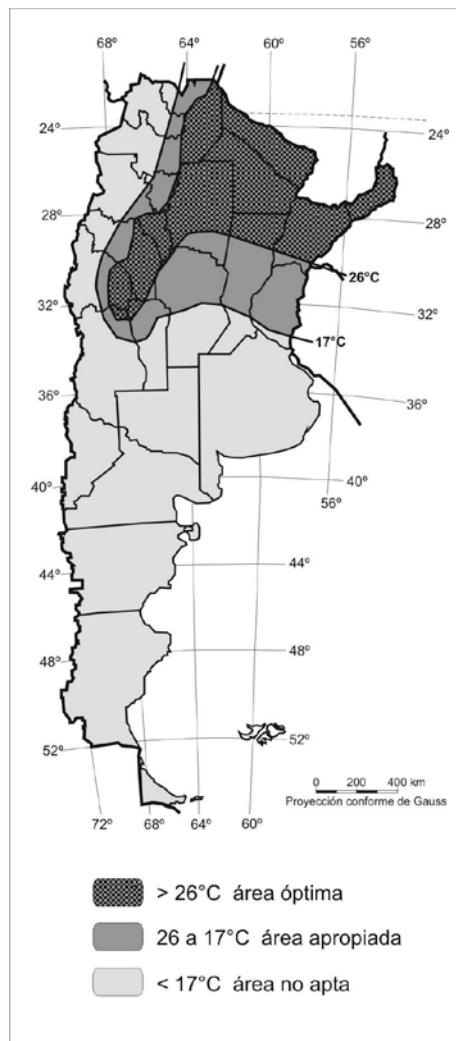 68º 64º 60º 56º
24º 24º
28º 28º
26°C
32º 32º
17°C
36º 36º
40º 40º
56º
44º 44º
48º 48º
52º 52º
0 200 400 km
Proyección conforme de Gauss
72º 68º 64º 60º
> 26°C área óptima
26 a 17°C área apropiada
< 17°C área no apta